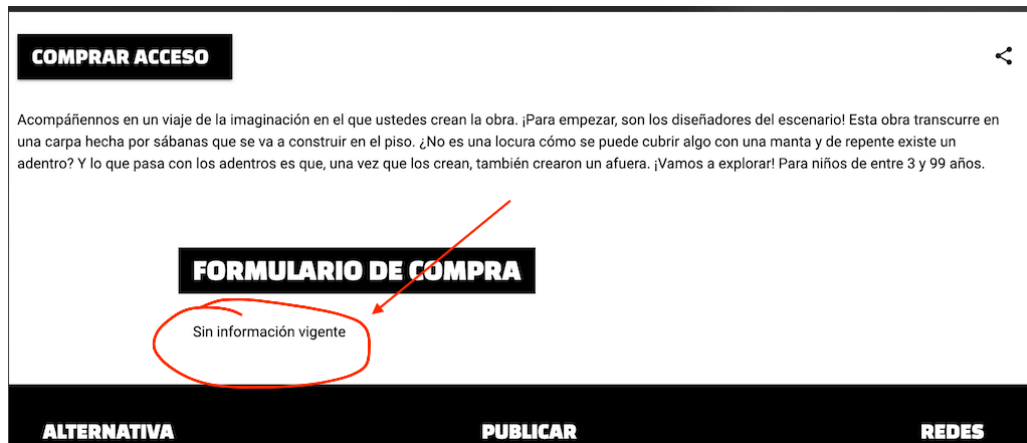 COMPRAR ACCESO
Acompáñennos en un viaje de la imaginación en el que ustedes crean la obra. ¡Para empezar, son los diseñadores del escenario! Esta obra transcurre en
una carpa hecha por sábanas que se va a construir en el piso. ¿No es una locura cómo se puede cubrir algo con una manta y de repente existe un
adentro? Y lo que pasa con los adentros es que, una vez que los crean, también crearon un afuera. ¡Vamos a explorar! Para niños de entre 3 y 99 años.
FORMULARIO DE COMPRA
Sin información vigente
ALTERNATIVA PUBLICAR REDES